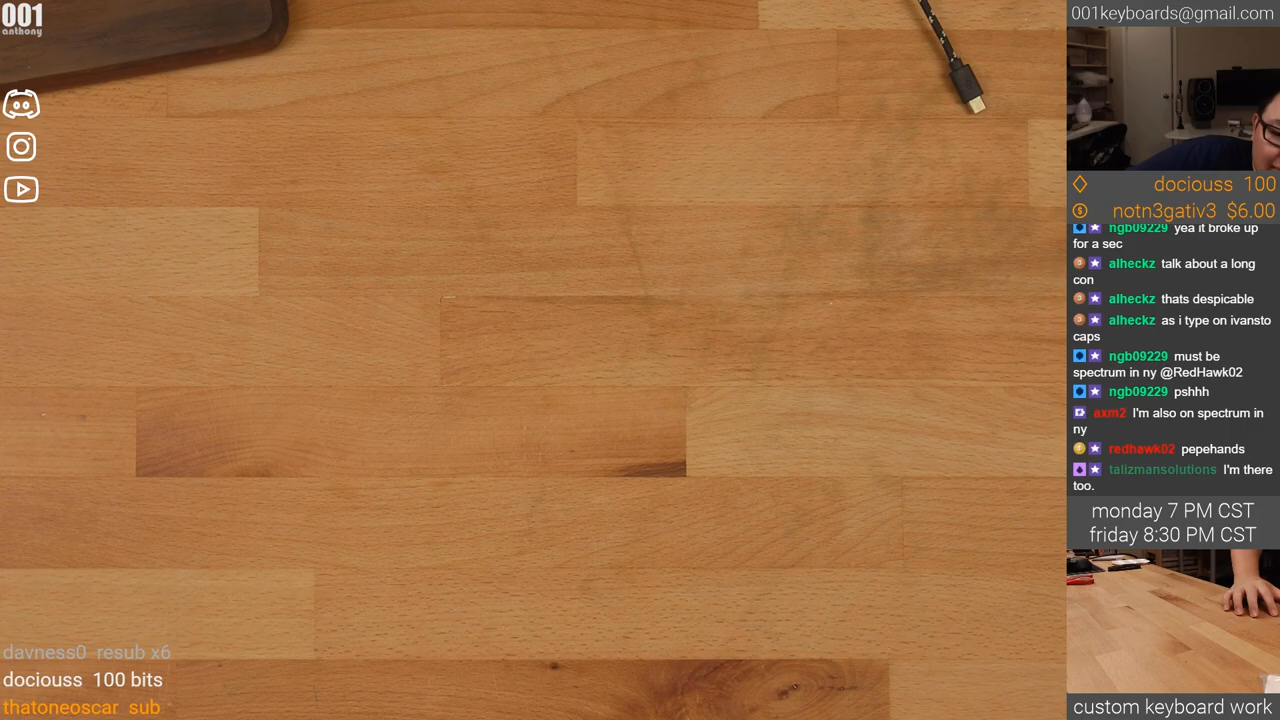 001
anthony
001keyboards@gmail.com
dociouss 100
notn3gativ3 $6.00
ngb09229 yea it broke up
for a sec
alheckz talk about a long
con
alheckz thats despicable
alheckz as i type on ivansto
caps
ngb09229 must be
spectrum in ny @RedHawk02
ngb09229 pshhh
axm2 I'm also on spectrum in
ny
redhawk02 pepehands
talizmansolutions I'm there
too.
monday 7 PM CST
friday 8:30 PM CST
custom keyboard work
davness0 resub x6
dociouss 100 bits
thatoneoscar sub